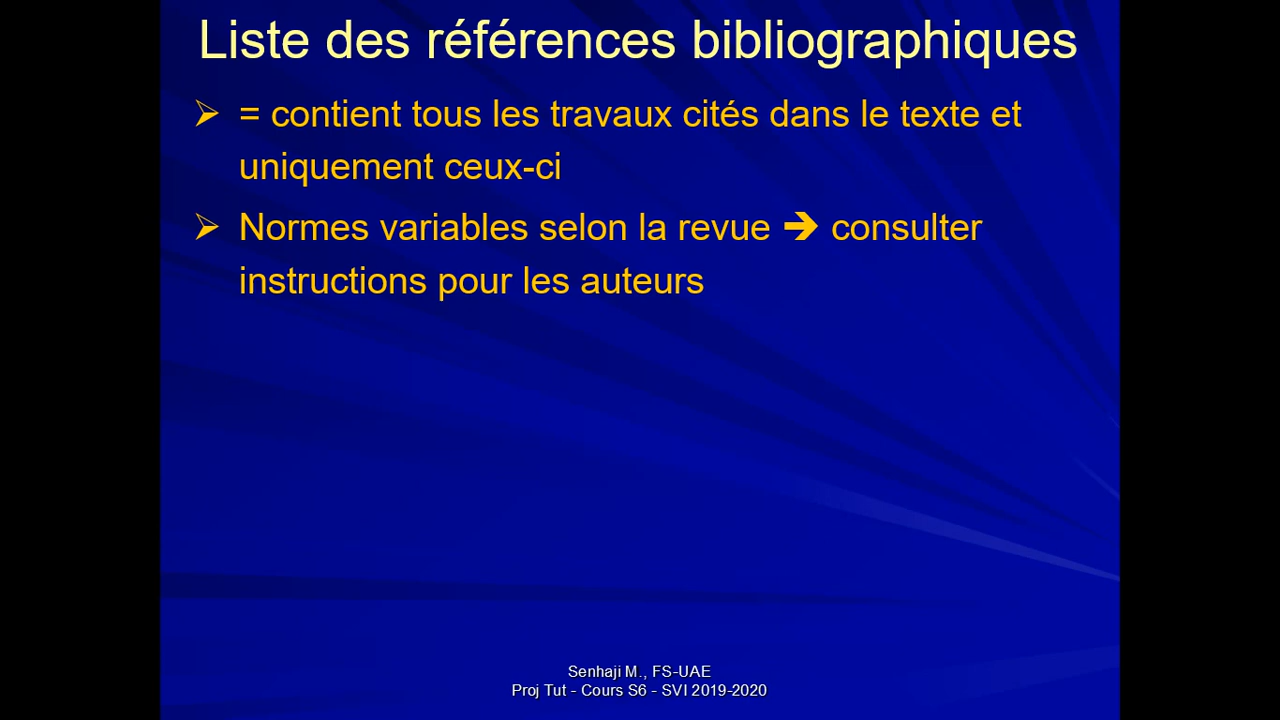 Liste des références bibliographiques
➢ = contient tous les travaux cités dans le texte et
uniquement ceux-ci
➢ Normes variables selon la revue ➔ consulter
instructions pour les auteurs
Senhaji M., FS-UAE
Proj Tut - Cours S6 - SVI 2019-2020